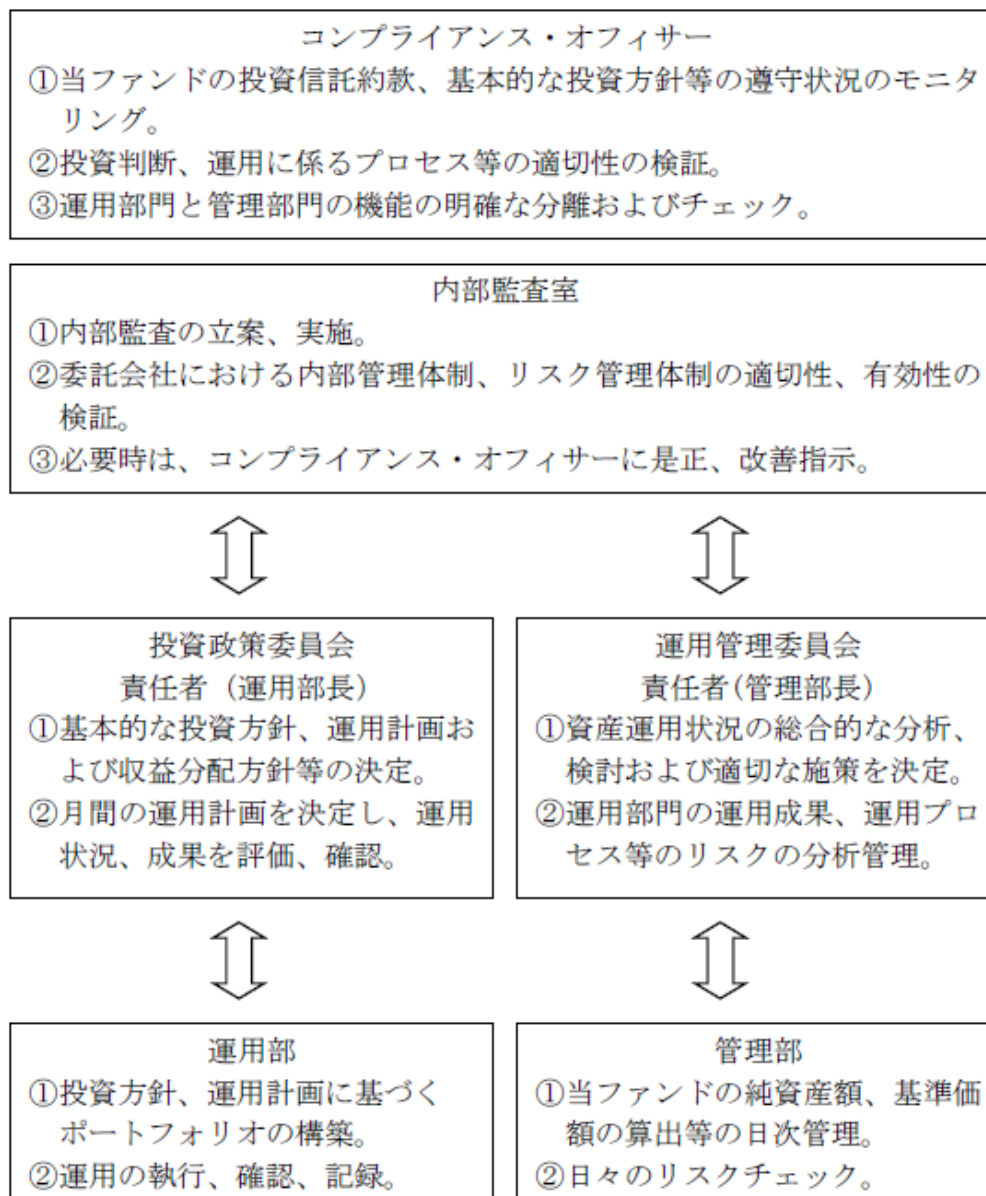 コンプライアンス・オフィサー
①当ファンドの投資信託約款、基本的な投資方針等の遵守状況のモニタ
リング。
②投資判断、運用に係るプロセス等の適切性の検証。
③運用部門と管理部門の機能の明確な分離およびチェック。
内部監査室
①内部監査の立案、実施。
②委託会社における内部管理体制、リスク管理体制の適切性、有効性の
検証。
③必要時は、コンプライアンス・オフィサーに是正、改善指示。
投資政策委員会
責任者（運用部長）
①基本的な投資方針、運用計画お
よび収益分配方針等の決定。
②月間の運用計画を決定し、運用
状況、成果を評価、確認。
運用管理委員会
責任者(管理部長)
①資産運用状況の総合的な分析、
検討および適切な施策を決定。
②運用部門の運用成果、運用プロ
セス等のリスクの分析管理。
運用部
①投資方針、運用計画に基づく
ポートフォリオの構築。
②運用の執行、確認、記録。
管理部
①当ファンドの純資産額、基準価
額の算出等の日次管理。
②日々のリスクチェック。